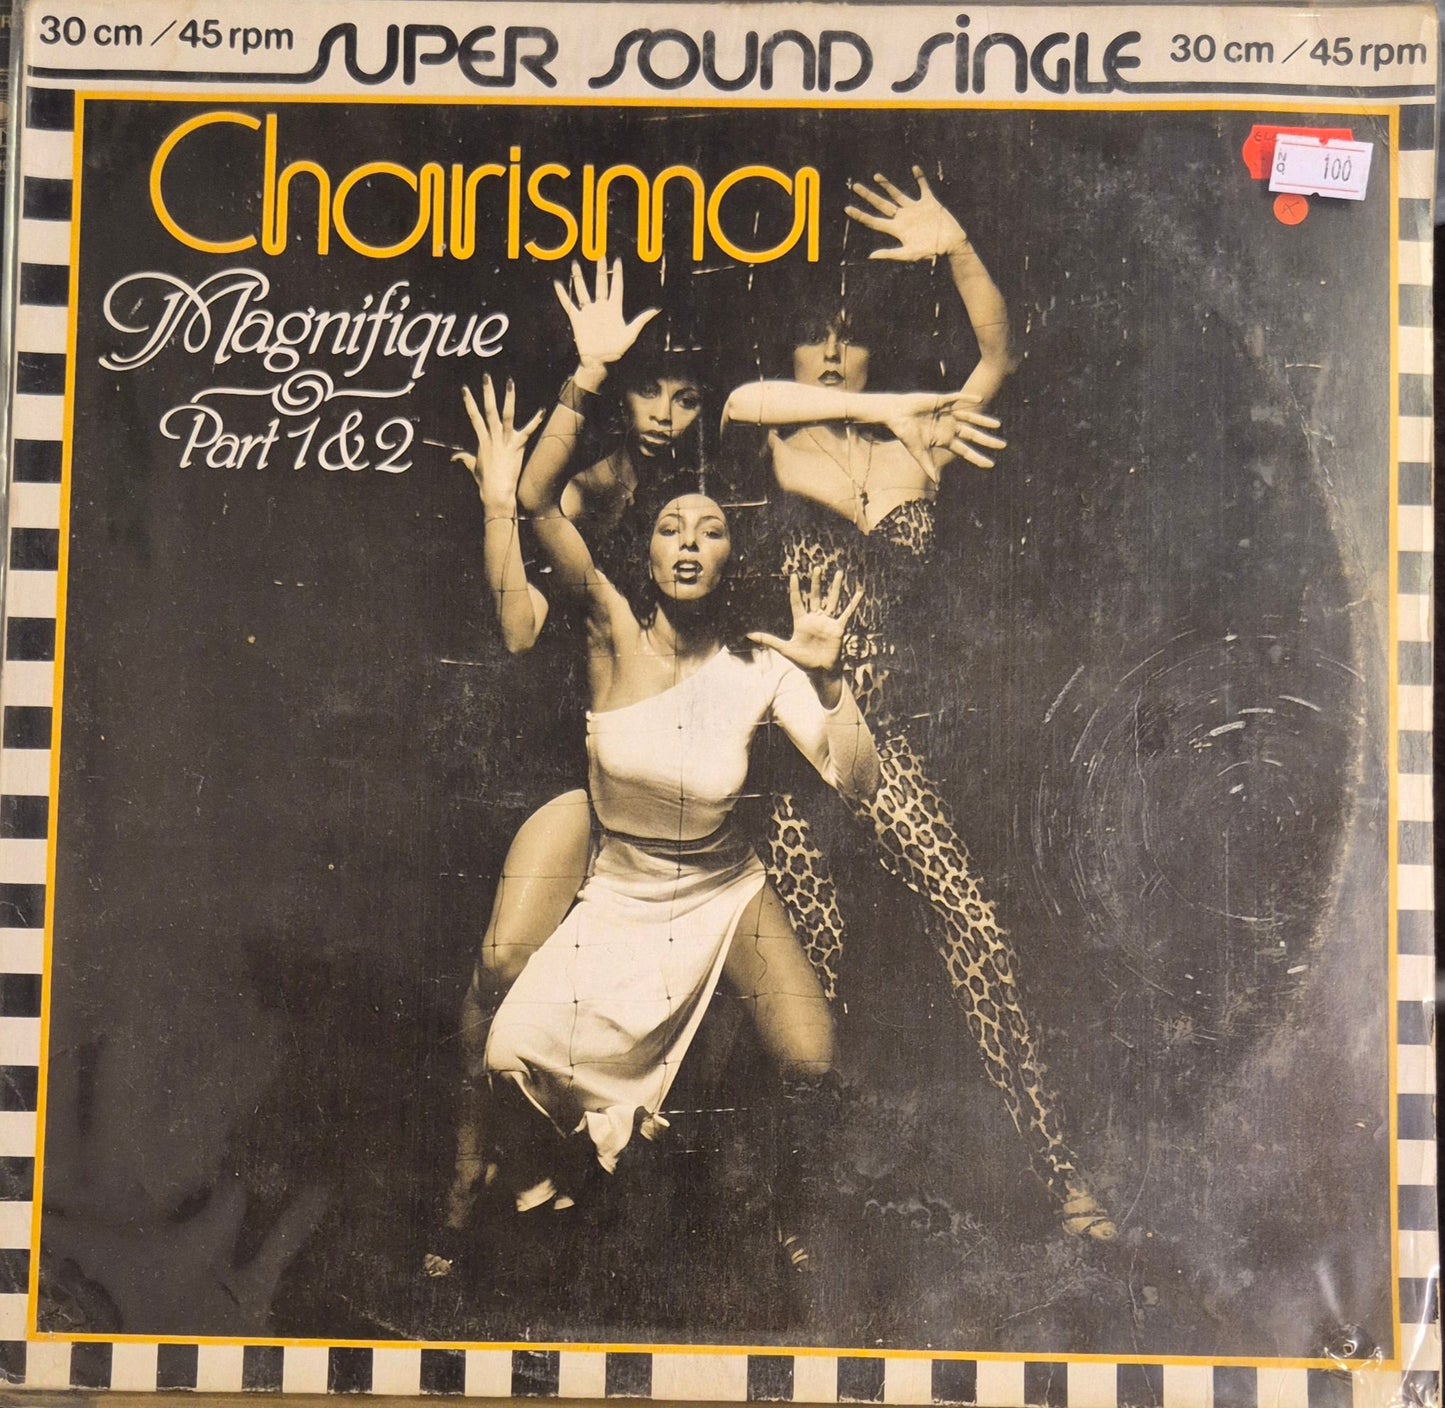 30 cm / 45 rpm SUPER SOUND SINGLE 30 cm / 45 rpm
Charisma
Magnifique
Part 1 & 2
100